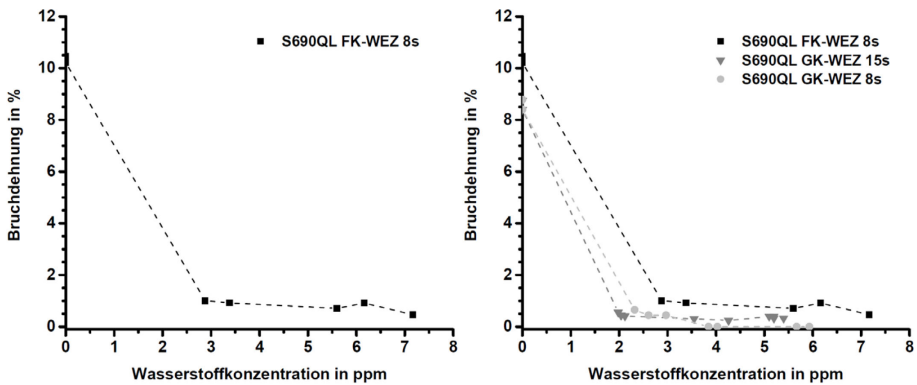 12
10
8
6
4
2
0
Bruchdehnung in %
S690QL FK-WEZ 8s
0 1 2 3 4 5 6 7 8
Wasserstoffkonzentration in ppm
12
10
8
6
4
2
0
Bruchdehnung in %
S690QL FK-WEZ 8s
S690QL GK-WEZ 15s
S690QL GK-WEZ 8s
0 1 2 3 4 5 6 7 8
Wasserstoffkonzentration in ppm